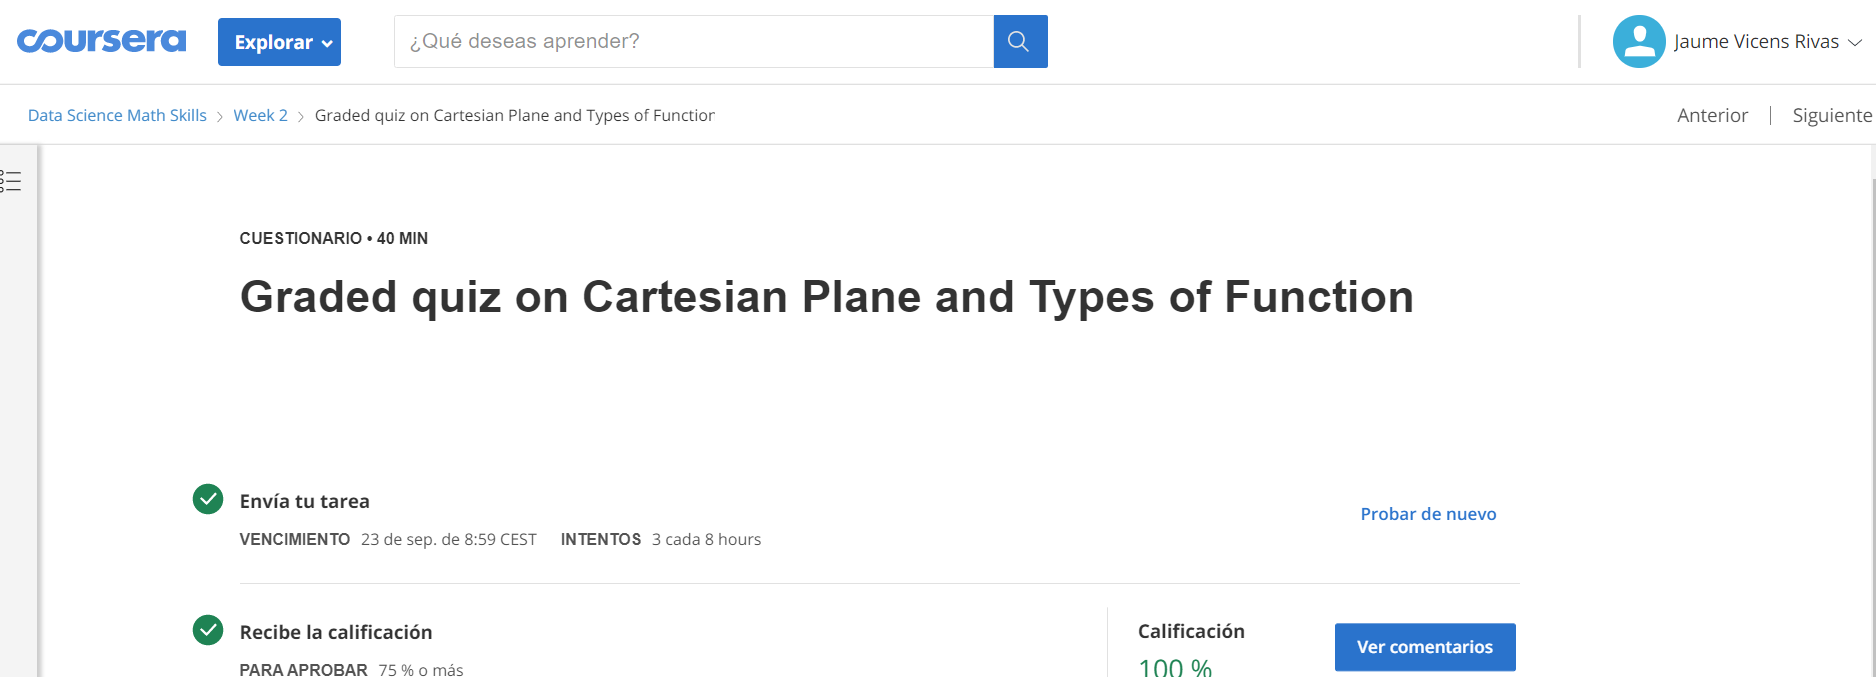 coursera Explorar ¿Qué deseas aprender? Jaume Vicens Rivas
Data Science Math Skills > Week 2 > Graded quiz on Cartesian Plane and Types of Function Anterior | Siguiente
CUESTIONARIO • 40 MIN
Graded quiz on Cartesian Plane and Types of Function
Envía tu tarea
Probar de nuevo
VENCIMIENTO 23 de sep. de 8:59 CEST INTENTOS 3 cada 8 hours
Recibe la calificación
Calificación
Ver comentarios
PARA APROBAR 75 % o más
100 %